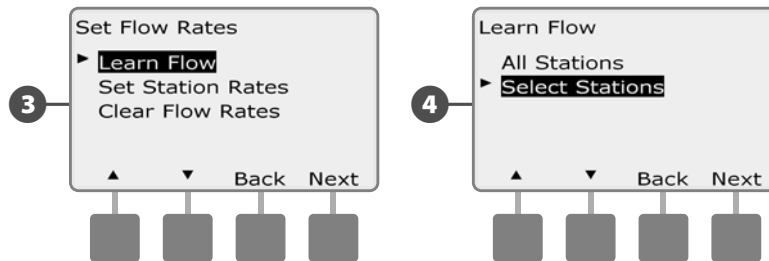 Set Flow Rates
► Learn Flow
Set Station Rates
Clear Flow Rates
3
▲ ▼ Back Next
Learn Flow
All Stations
► Select Stations
4
▲ ▼ Back Next